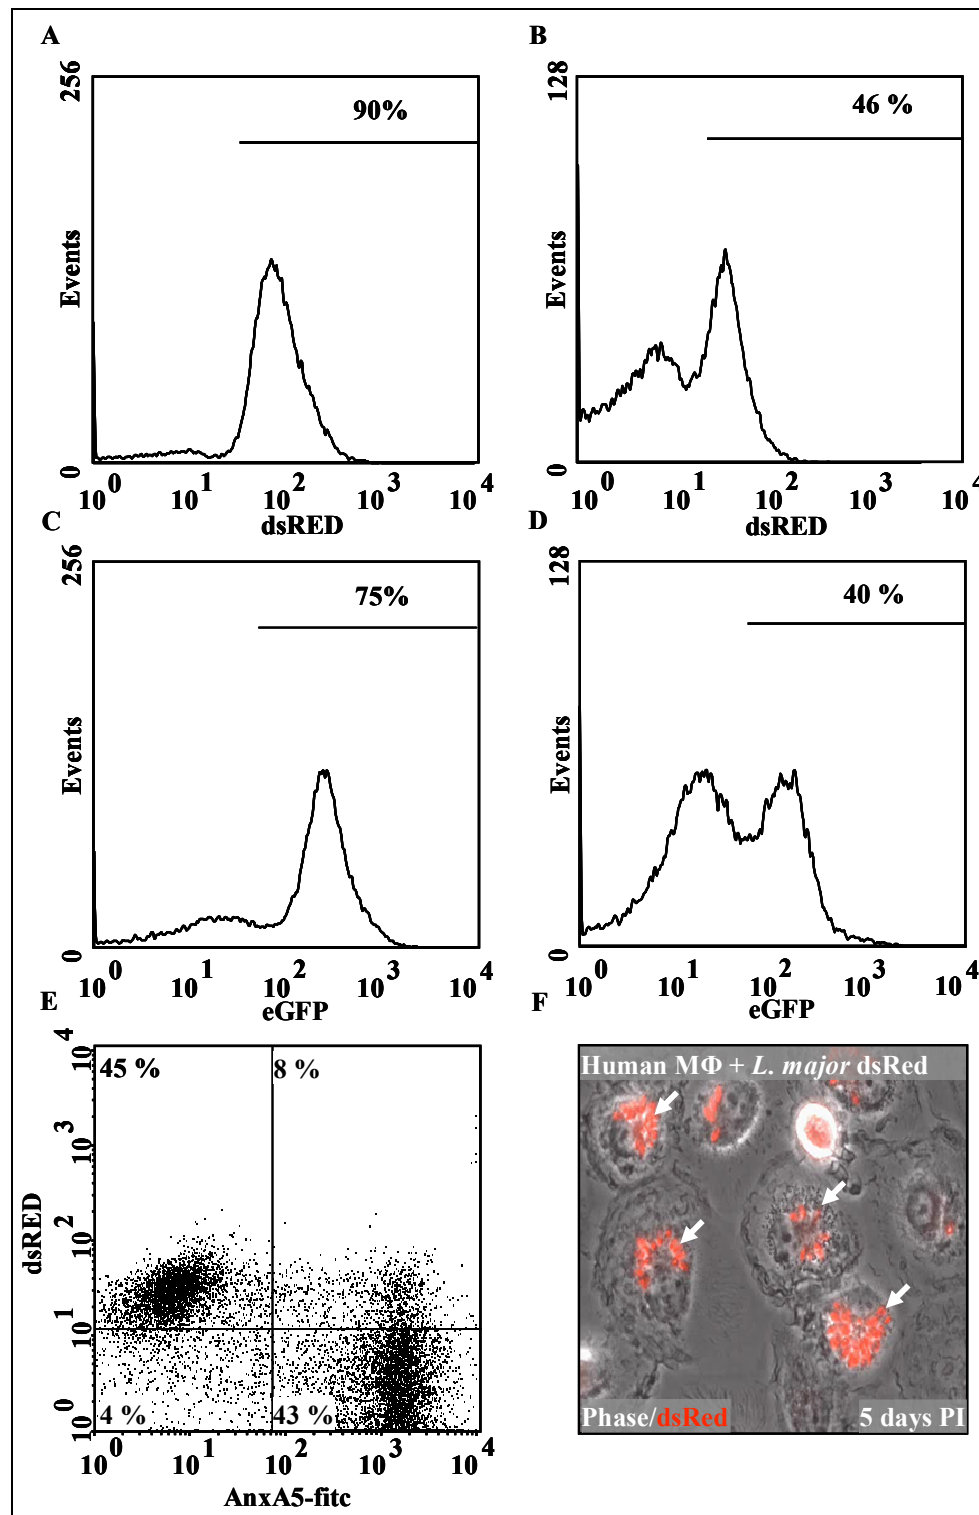 A
256
90%
Events
0
10^0 10^1 10^2 10^3 10^4
dsRED
B
128
46 %
Events
0
10^0 10^1 10^2 10^3 10^4
dsRED
C
256
75%
Events
0
10^0 10^1 10^2 10^3 10^4
eGFP
D
128
40 %
Events
0
10^0 10^1 10^2 10^3 10^4
eGFP
E
10^4
10^3
10^2
10^1
10^0
dsRED
45 %
8 %
4 %
43 %
10^0 10^1 10^2 10^3 10^4
AnxA5-fitc
F
Human MΦ + L. major dsRed
Phase/dsRed
5 days PI